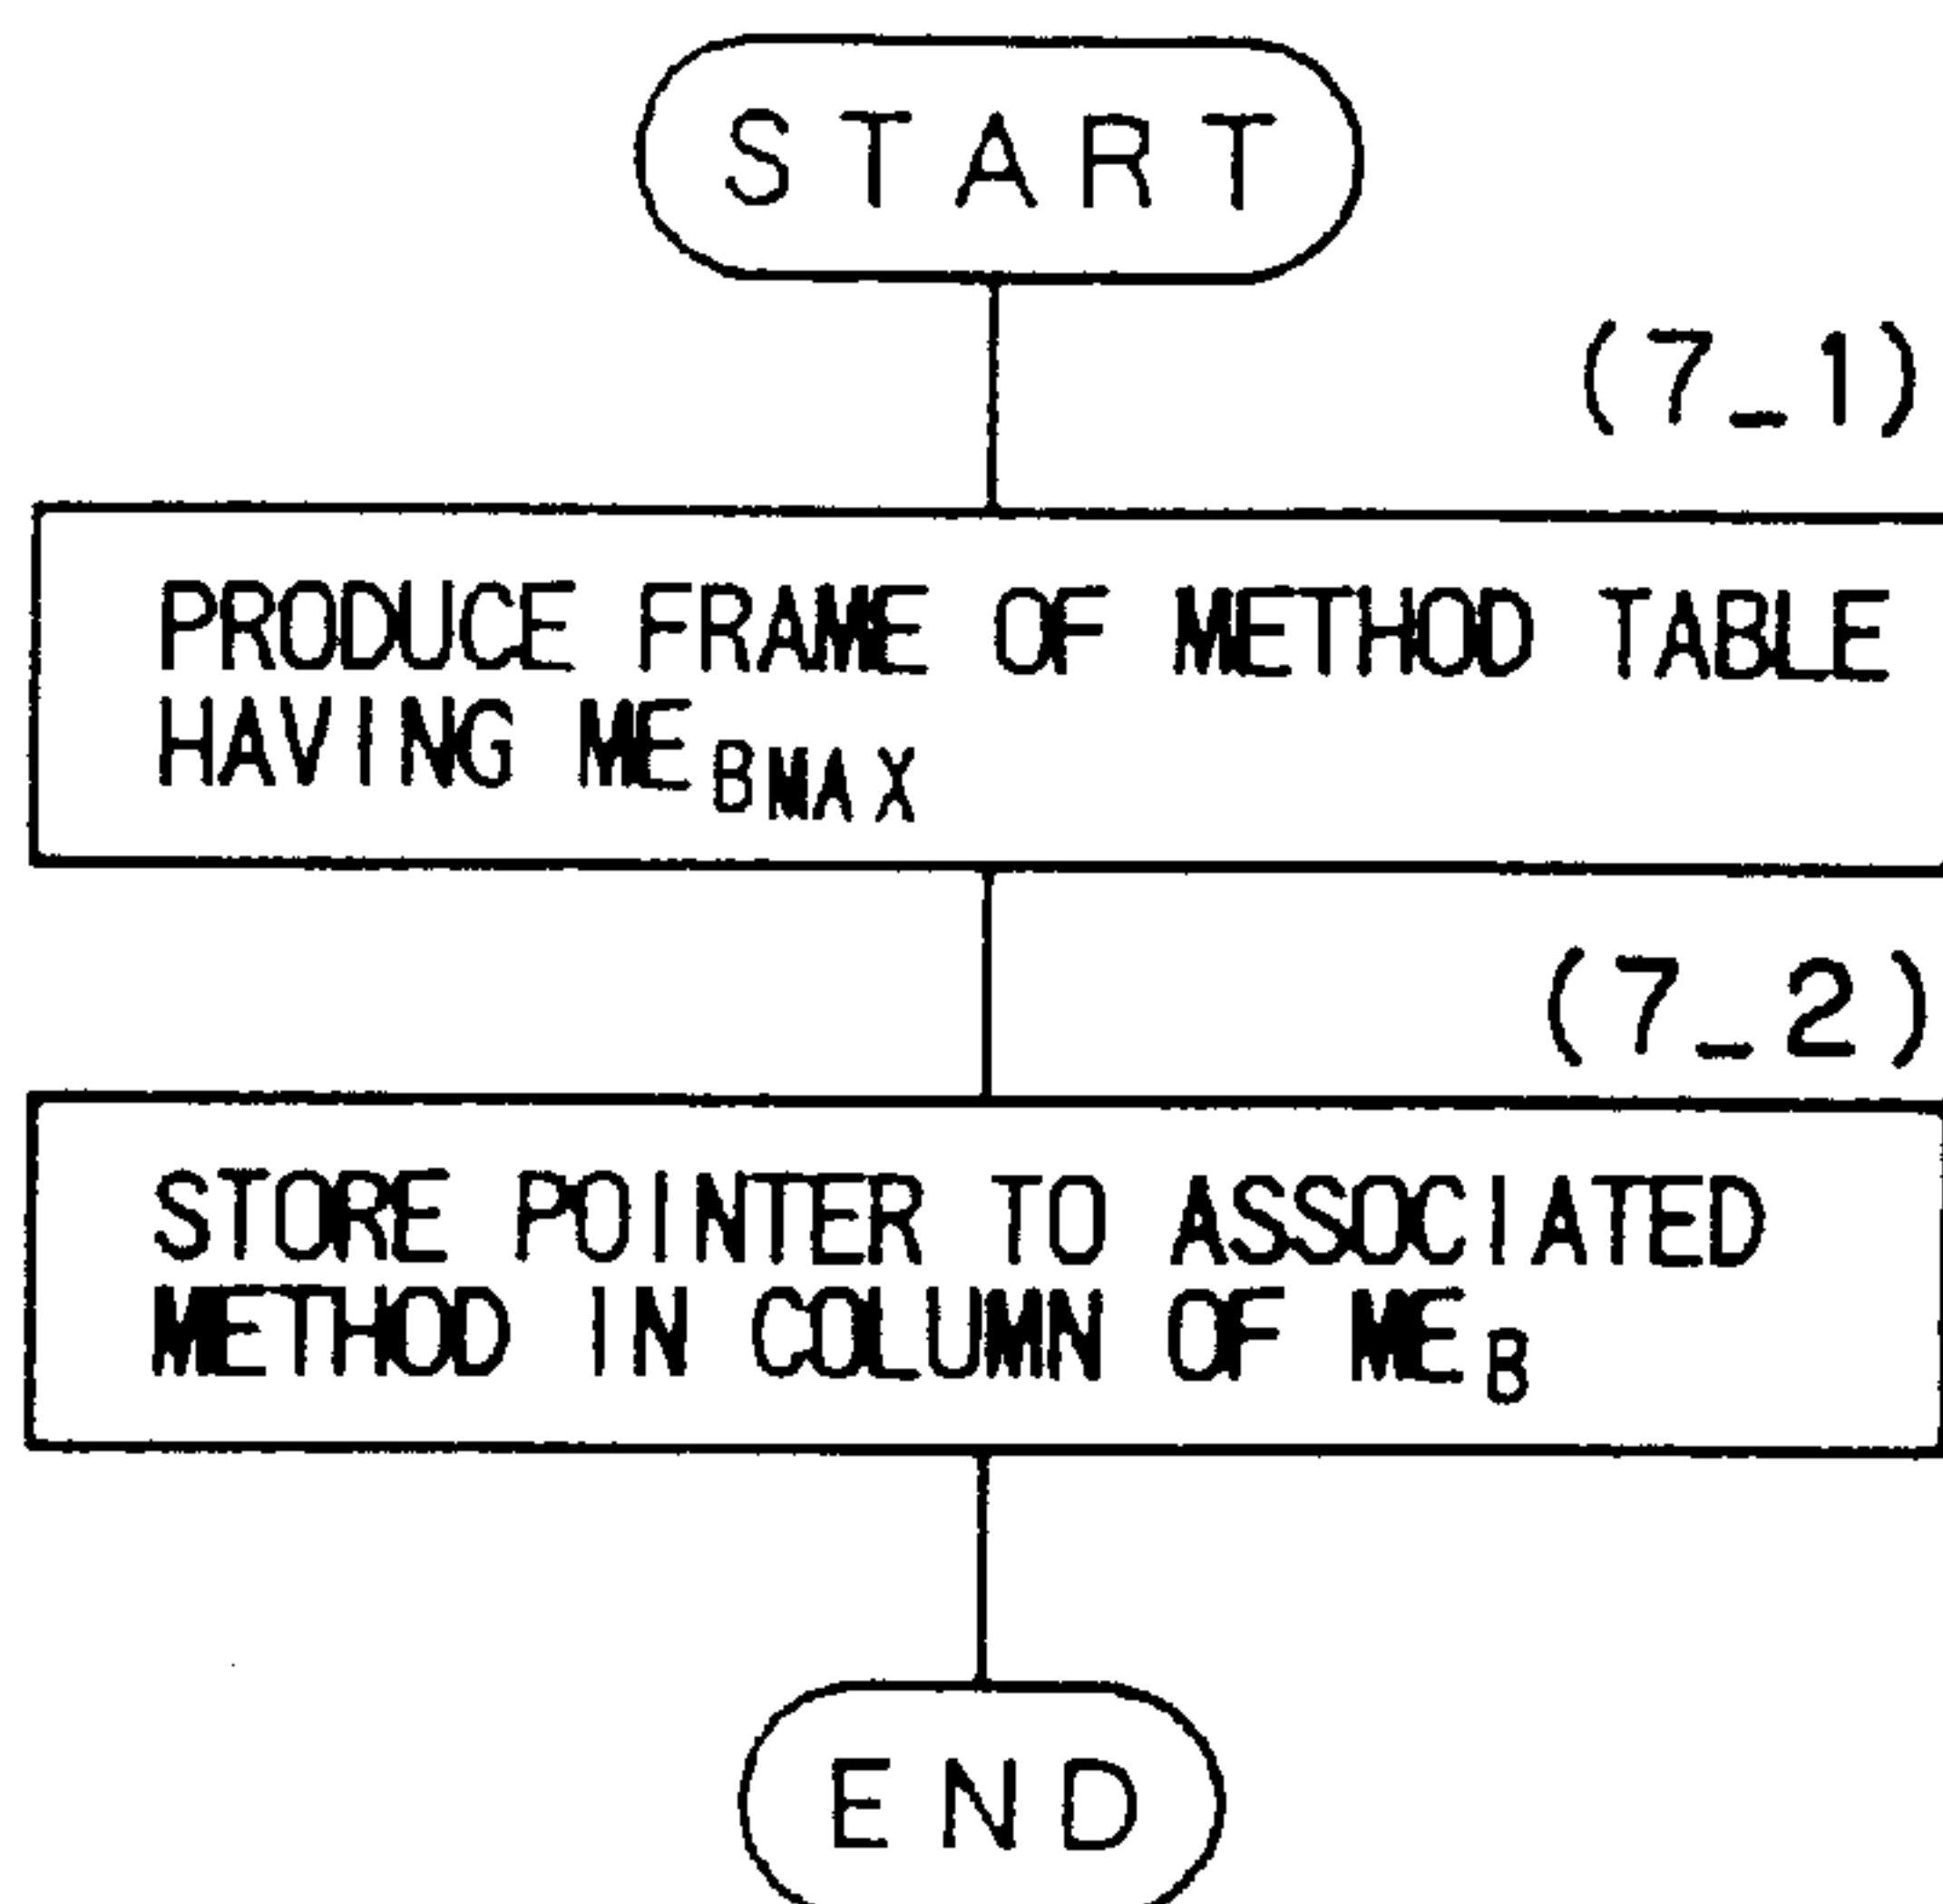 START
(7_1)
PRODUCE FRAME OF METHOD TABLE
HAVING ME BMAX
(7_2)
STORE POINTER TO ASSOCIATED
METHOD IN COLUMN OF ME B
END